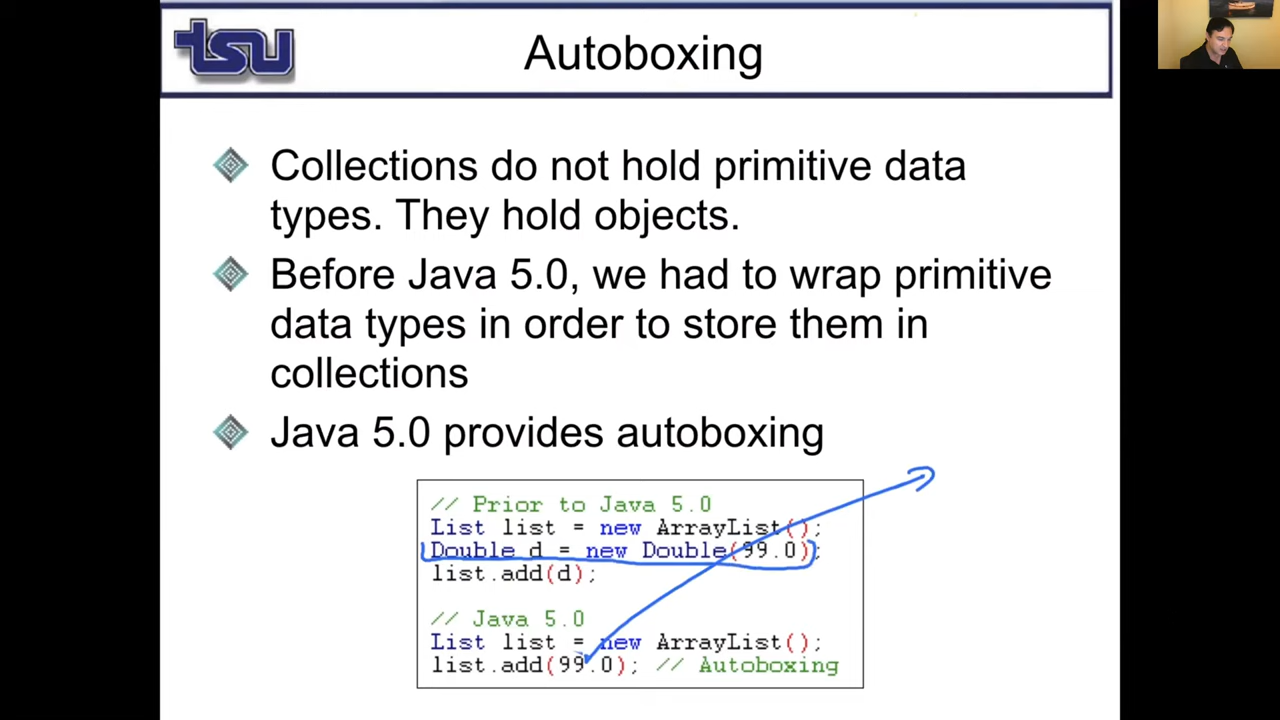 tsu
Autoboxing
Collections do not hold primitive data
types. They hold objects.
Before Java 5.0, we had to wrap primitive
data types in order to store them in
collections
Java 5.0 provides autoboxing
// Prior to Java 5.0
List list = new ArrayList();
Double d = new Double(99.0);
list.add(d);
// Java 5.0
List list = new ArrayList();
list.add(99.0); // Autoboxing